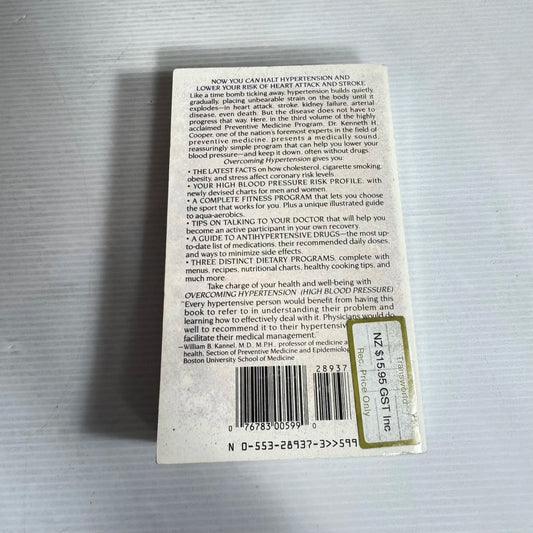 NOW YOU CAN HALT HYPERTENSION AND
LOWER YOUR RISK OF HEART ATTACK AND STROKE
Like a time bomb ticking away, hypertension builds quietly,
gradually, placing unbearable strain on the body until it
explodes—in heart attack, stroke, kidney failure, arterial
disease, even death. But the disease does not have to
progress that way. Here, in the third volume of the highly
acclaimed Preventive Medicine Program, Dr. Kenneth H.
Cooper, one of the nation's foremost experts in the field of
preventive medicine, presents a medically sound
reassuringly simple program that can help you lower your
blood pressure—and keep it down, often without drugs.
Overcoming Hypertension gives you:
• THE LATEST FACTS on how cholesterol, cigarette smoking,
obesity, and stress affect coronary risk levels.
• YOUR HIGH BLOOD PRESSURE RISK PROFILE, with
newly devised charts for men and women.
• A COMPLETE FITNESS PROGRAM that lets you choose
the sport that works for you. Plus a unique illustrated guide
to aqua-aerobics.
• TIPS ON TALKING TO YOUR DOCTOR that will help you
become an active participant in your own recovery.
• A GUIDE TO ANTIHYPERTENSIVE DRUGS—the most up-
to-date list of medications, their recommended daily doses,
and ways to minimize side effects.
• THREE DISTINCT DIETARY PROGRAMS, complete with
menus, recipes, nutritional charts, healthy cooking tips, and
much more.
Take charge of your health and well-being with
OVERCOMING HYPERTENSION (HIGH BLOOD PRESSURE)
"Every hypertensive person would benefit from having this
book to refer to in understanding their problem and
learning how to effectively deal with it. Physicians would do
well to recommend it to their hypertensive
facilitate their medical management."
—William B. Kannel, M.D., M.P.H., professor of medicine a
health, Section of Preventive Medicine and Epidemiolo
Boston University School of Medicine
28937
0 76783 00599 0
N 0-553-28937-3>>599
Transworld
NZ $15.95 GST Inc
Rec. Price Only